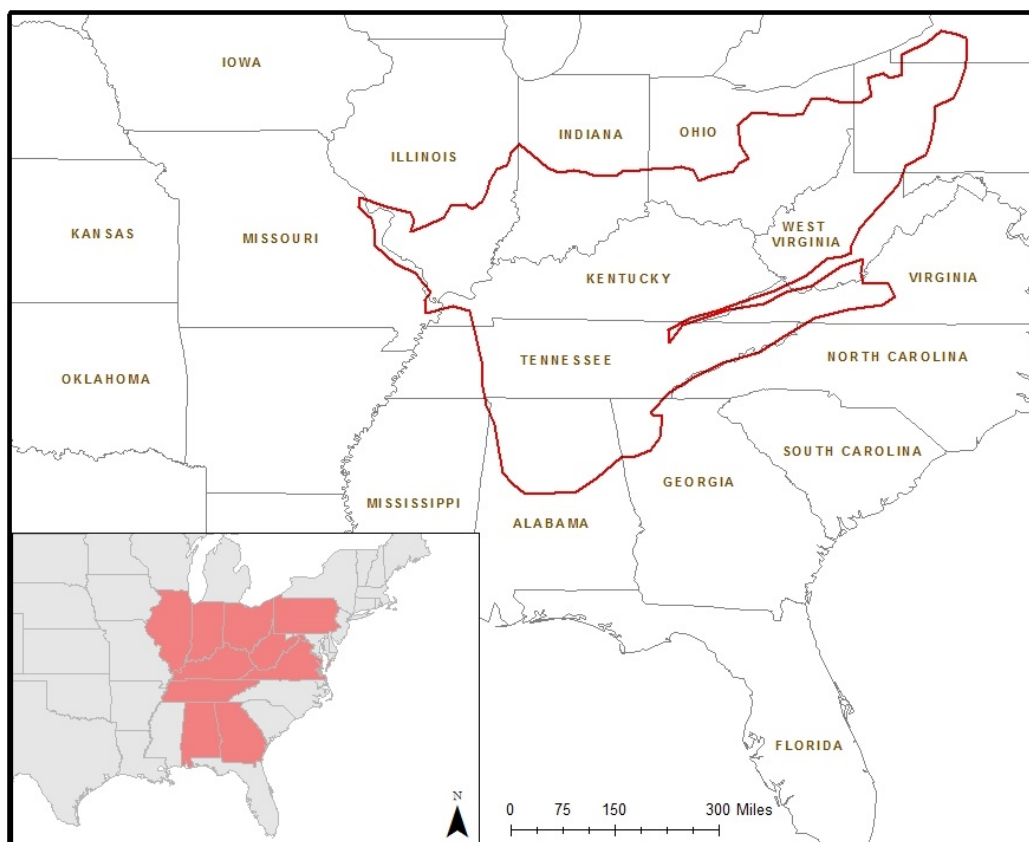 IOWA
INDIANA
OHIO
ILLINOIS
WEST
VIRGINIA
KANSAS
MISSOURI
KENTUCKY
VIRGINIA
TENNESSEE
NORTH CAROLINA
OKLAHOMA
SOUTH CAROLINA
GEORGIA
MISSISSIPPI
ALABAMA
FLORIDA
N
0 75 150 300 Miles